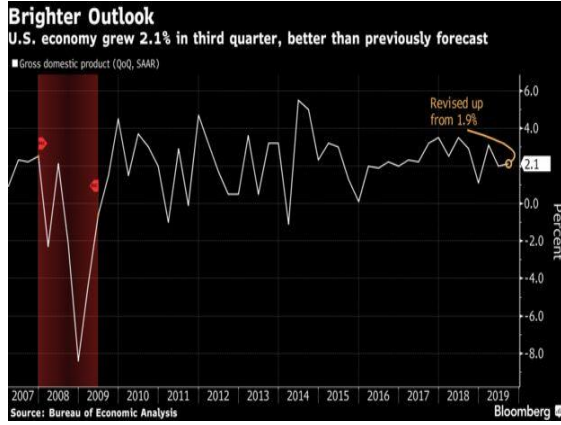 Brighter Outlook
U.S. economy grew 2.1% in third quarter, better than previously forecast
Gross domestic product (QoQ, SAAR)
Revised up
from 1.9%
6.0
4.0
2.1
0.0
-2.0
-4.0
-6.0
-8.0
Percent
2007 2008 2009 2010 2011 2012 2013 2014 2015 2016 2017 2018 2019
Source: Bureau of Economic Analysis
Bloomberg